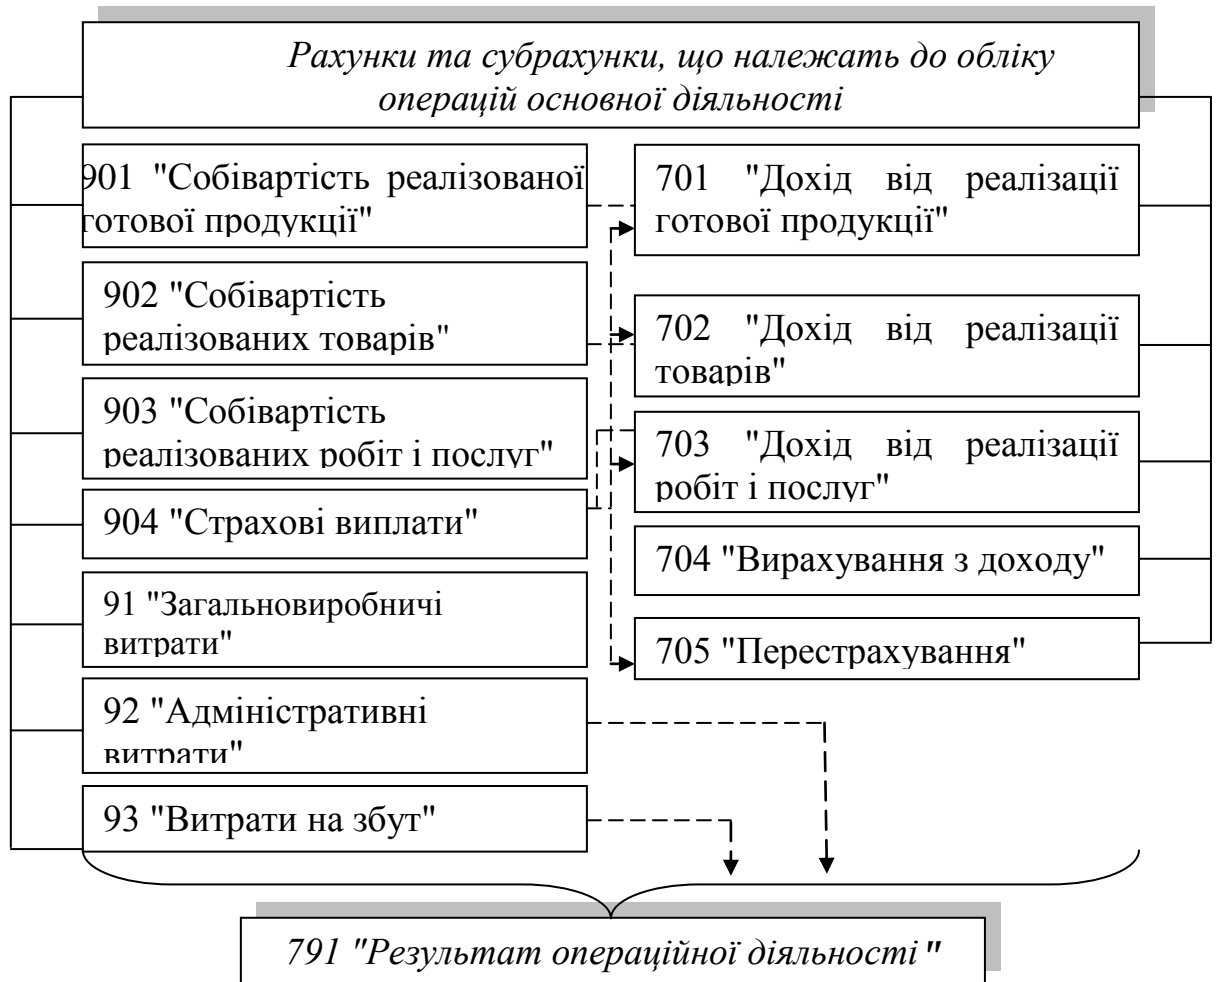 Рахунки та субрахунки, що належать до обліку
операцій основної діяльності
901 "Собівартість реалізованої
готової продукції"
902 "Собівартість
реалізованих товарів"
903 "Собівартість
реалізованих робіт і послуг"
904 "Страхові виплати"
91 "Загальновиробничі
витрати"
92 "Адміністративні
витрати"
93 "Витрати на збут"
701 "Дохід від реалізації
готової продукції"
702 "Дохід від реалізації
товарів"
703 "Дохід від реалізації
робіт і послуг"
704 "Вирахування з доходу"
705 "Перестрахування"
791 "Результат операційної діяльності"